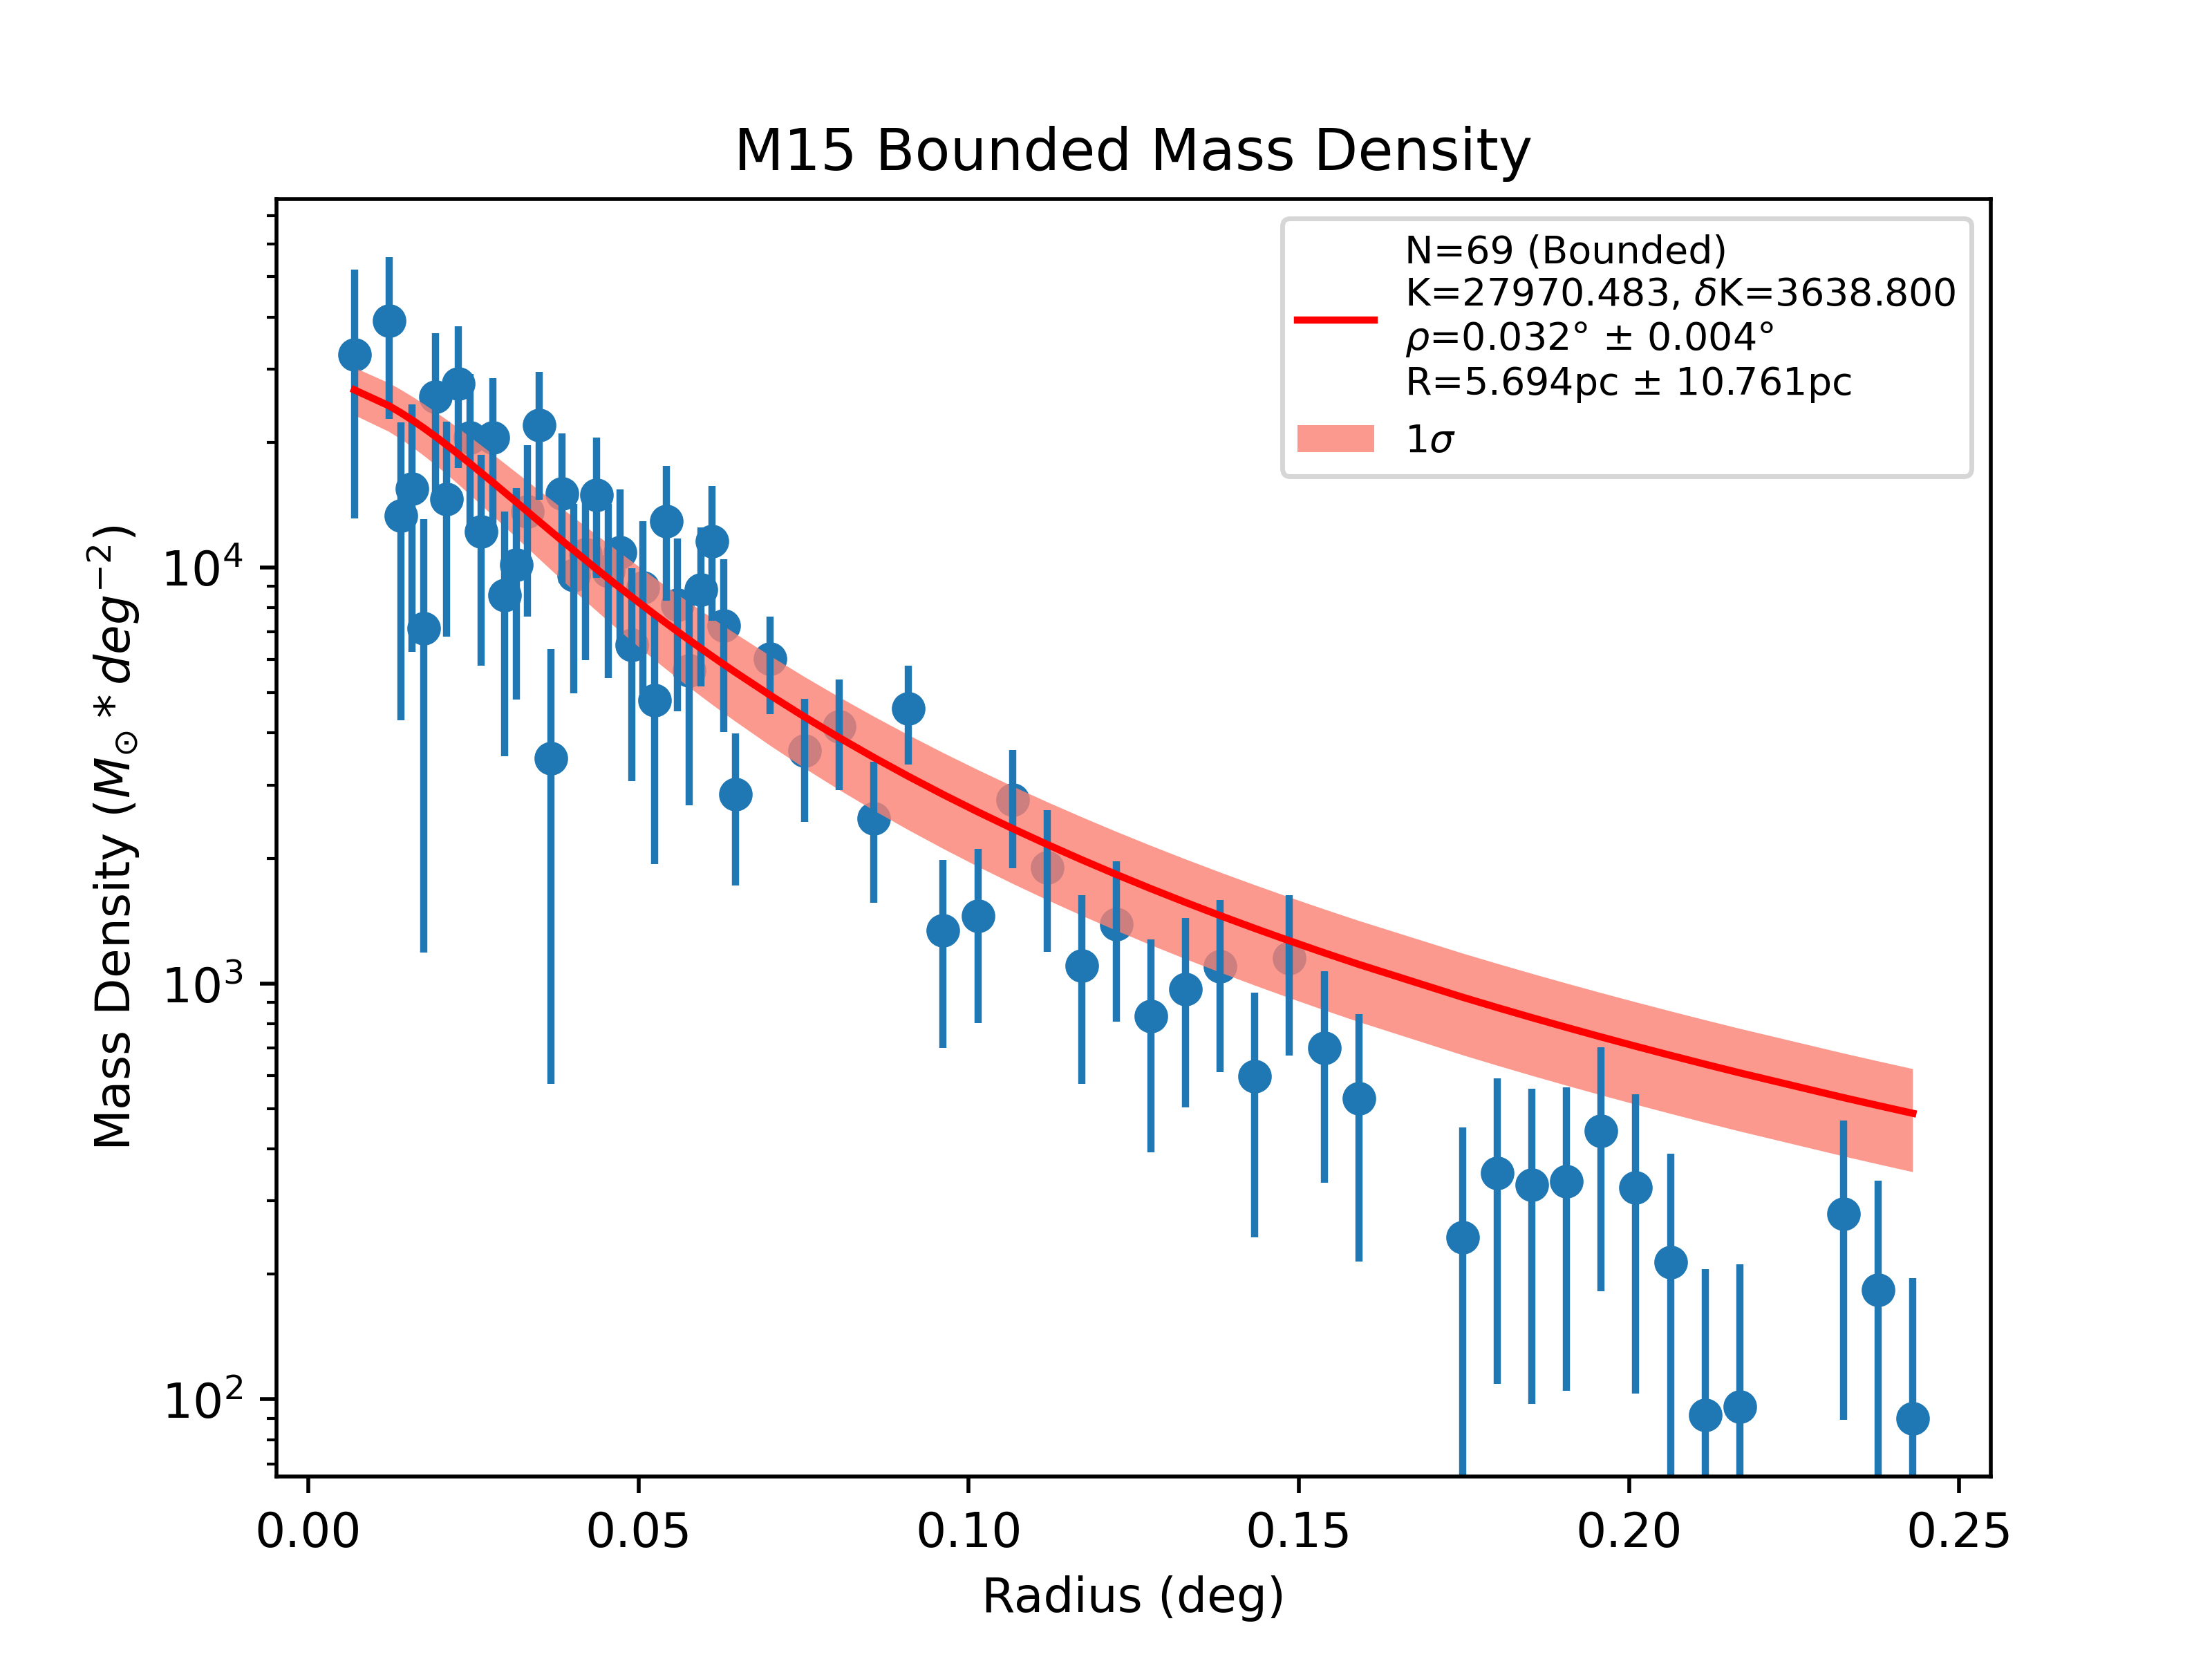 M15 Bounded Mass Density
N=69 (Bounded)
K=27970.483, δK=3638.800
ρ=0.032° ± 0.004°
R=5.694pc ± 10.761pc
1σ
Mass Density (M⊙ * deg⁻²)
10⁴
10³
10²
0.00 0.05 0.10 0.15 0.20 0.25
Radius (deg)